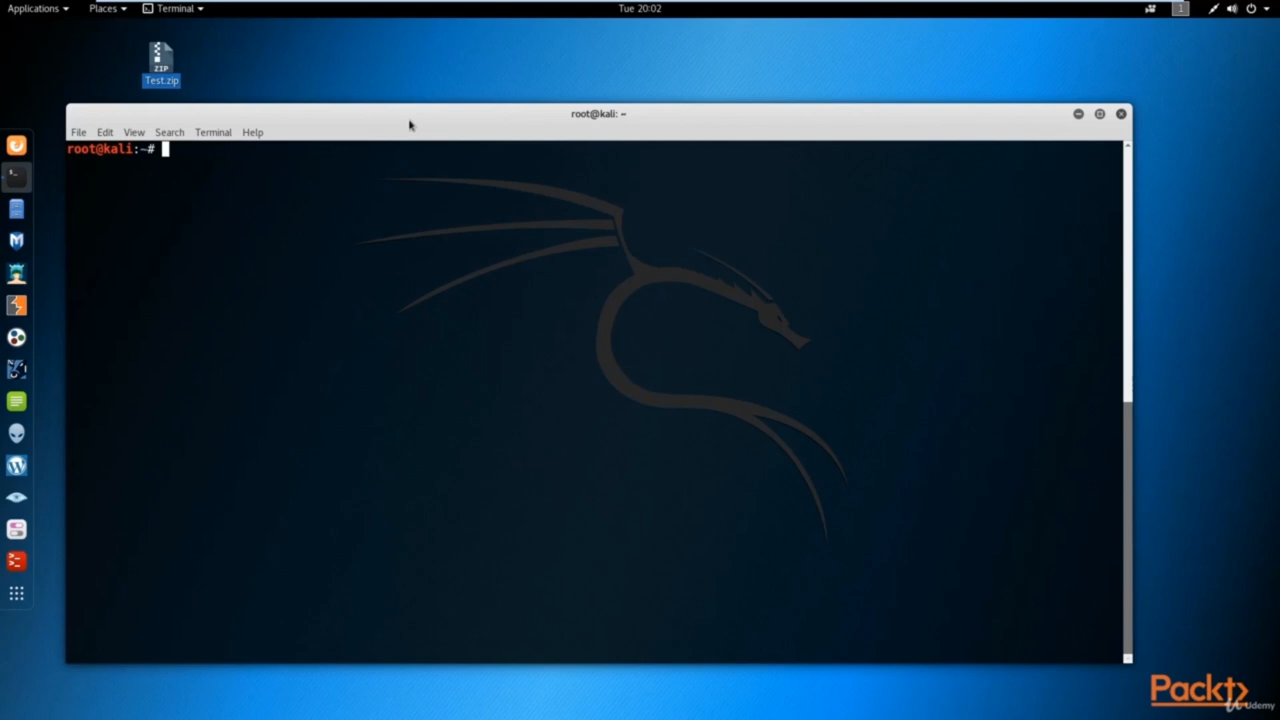 Applications Places Terminal Tue 20:02 1
ZIP
Test.zip
root@kali: ~
File Edit View Search Terminal Help
root@kali:~#
Packt
Udemy